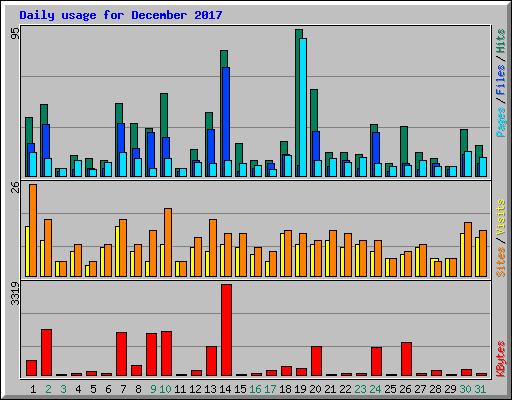 Daily usage for December 2017
95
Pages / Files / Hits
26
Sites / Visits
3319
KBytes
1 2 3 4 5 6 7 8 9 10 11 12 13 14 15 16 17 18 19 20 21 22 23 24 25 26 27 28 29 30 31